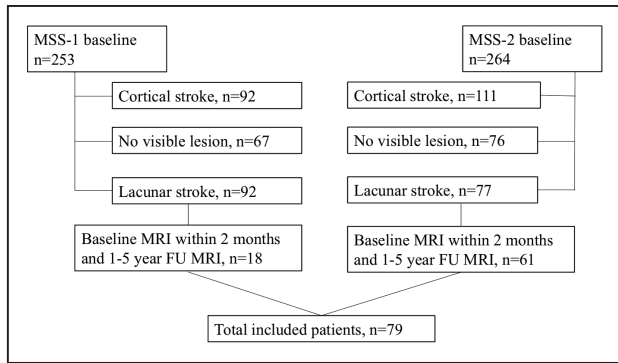 MSS-1 baseline
n=253
Cortical stroke, n=92
No visible lesion, n=67
Lacunar stroke, n=92
Baseline MRI within 2 months
and 1-5 year FU MRI, n=18
MSS-2 baseline
n=264
Cortical stroke, n=111
No visible lesion, n=76
Lacunar stroke, n=77
Baseline MRI within 2 months
and 1-5 year FU MRI, n=61
Total included patients, n=79